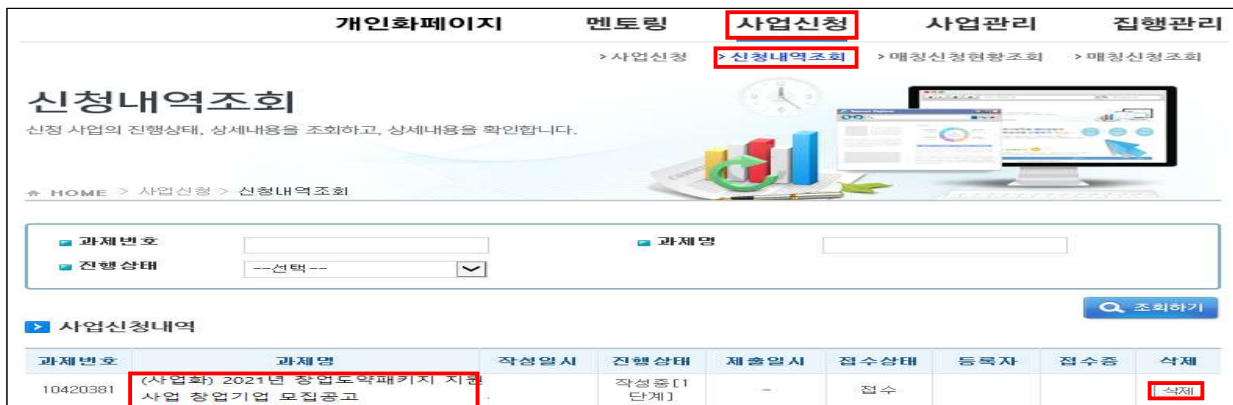 개인화페이지 멘토링 사업신청 사업관리 집행관리
>사업신청 >신청내역조회 >매칭신청현황조회 >매칭신청조회
신청내역조회
신청 사업의 진행상태, 상세내용을 조회하고, 상세내용을 확인합니다.
HOME > 사업신청 > 신청내역조회
과제번호 과제명
진행상태 --선택--
조회하기
사업신청내역
과제번호 과제명 작성일시 진행상태 제출일시 접수상태 등록자 접수증 삭제
10420381 (사업화) 2021년 창업도약패키지 지원 작성중[1 - 접수 삭제
사업 창업기업 모집공고 단계]